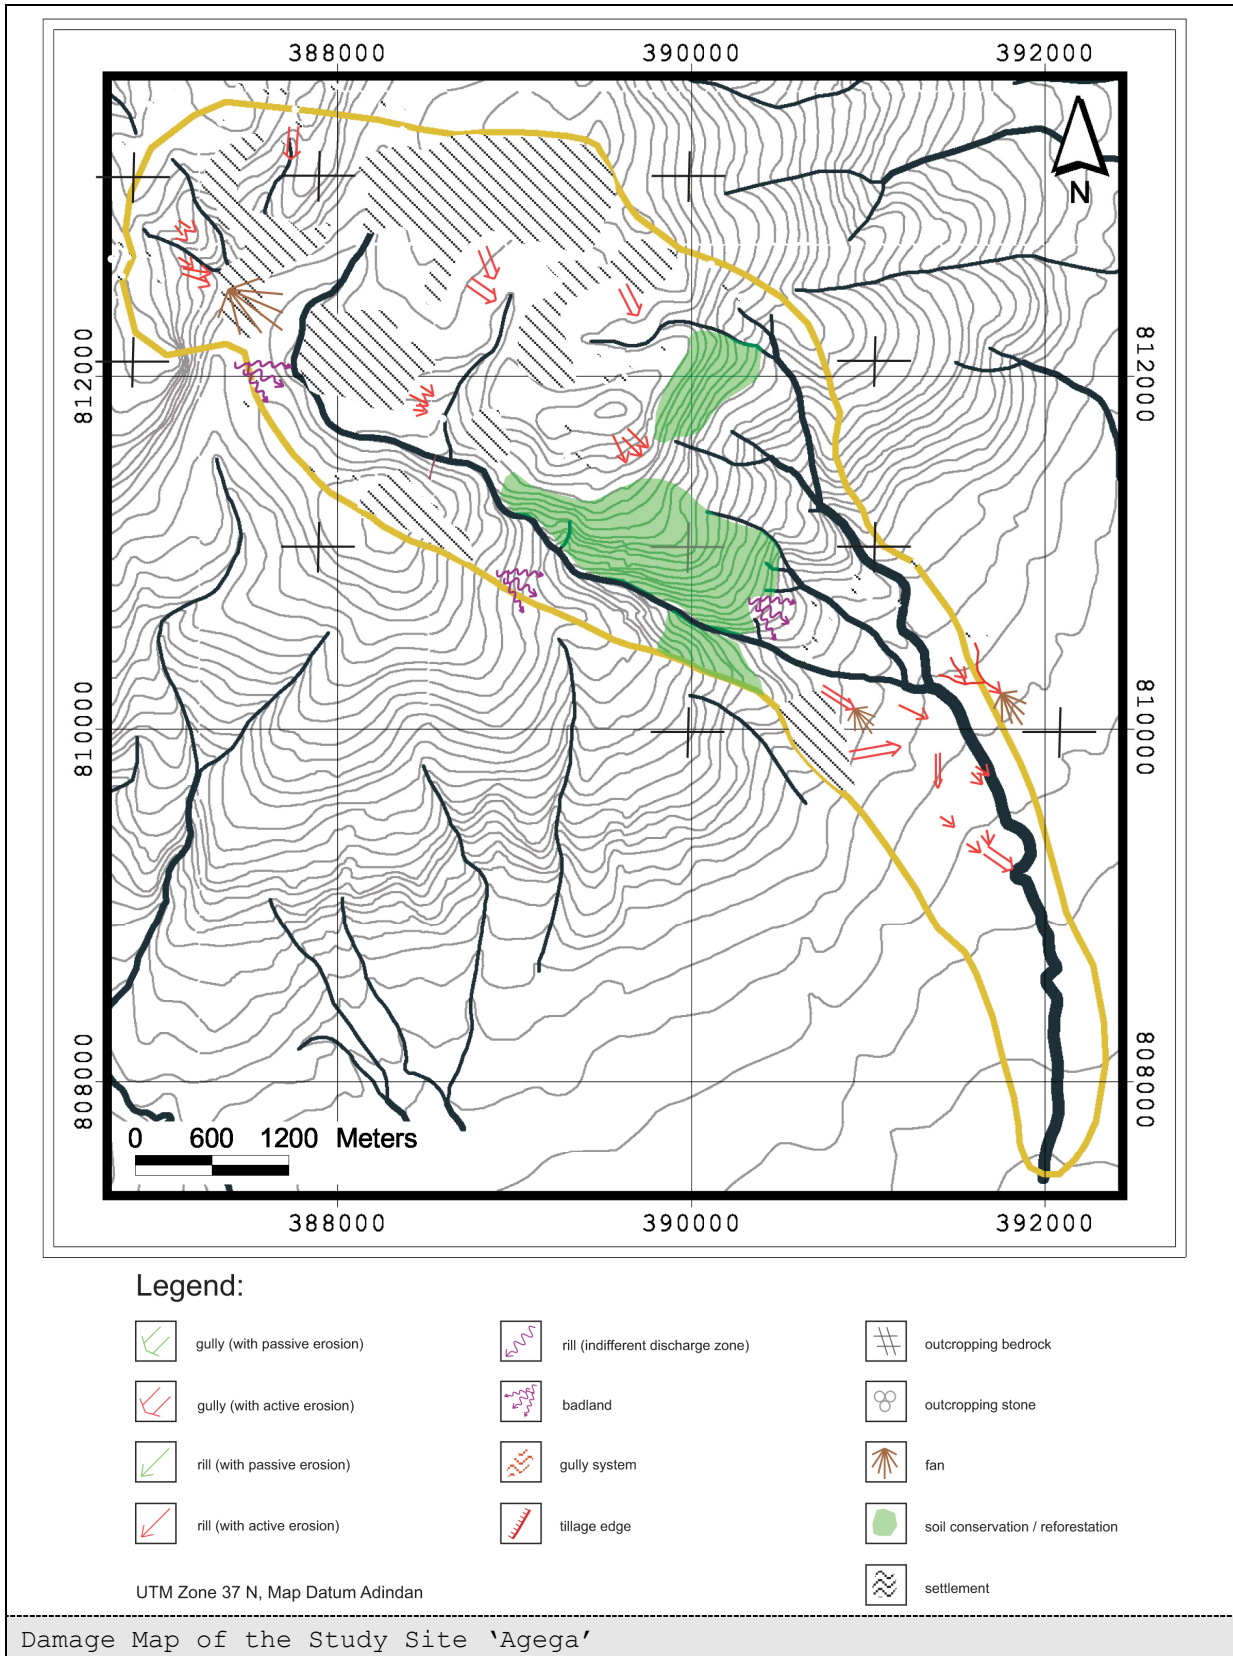 388000 390000 392000
N
812000 812000
810000 810000
808000 808000
0 600 1200 Meters
388000 390000 392000
Legend:
gully (with passive erosion)
rill (indifferent discharge zone)
outcropping bedrock
gully (with active erosion)
badland
outcropping stone
rill (with passive erosion)
gully system
fan
rill (with active erosion)
tillage edge
soil conservation / reforestation
UTM Zone 37 N, Map Datum Adindan
settlement
Damage Map of the Study Site ‘Agega’